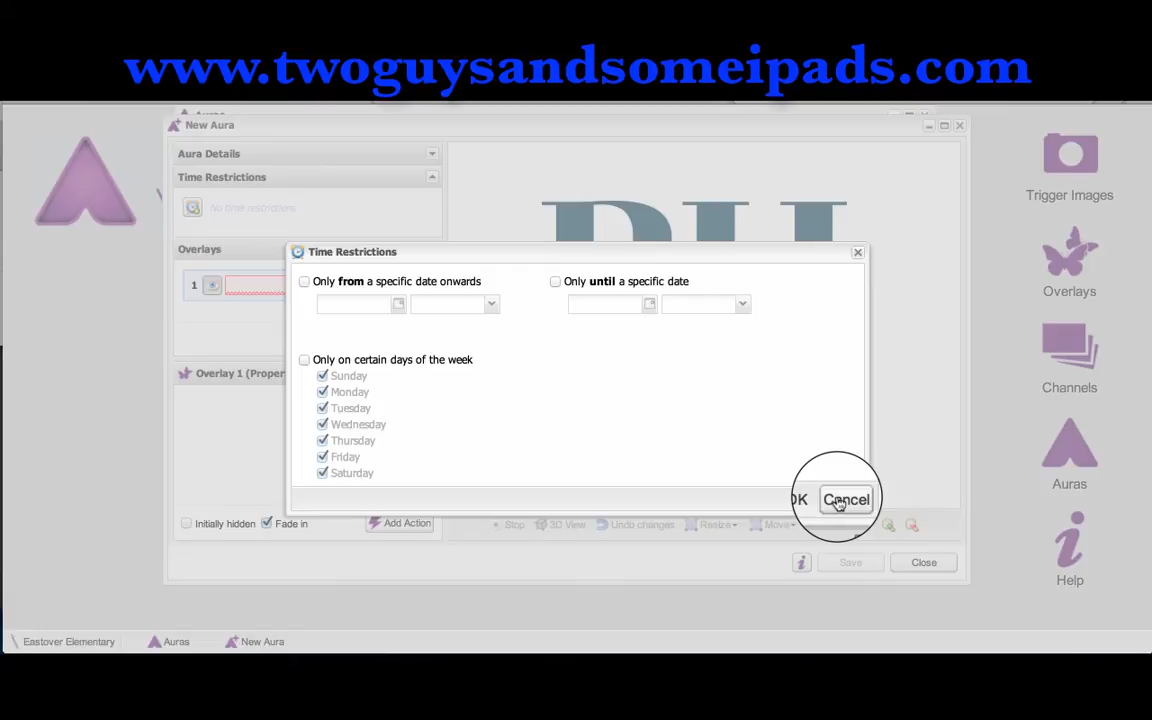 www.twoguysandsomeipads.com
New Aura
Aura Details
Time Restrictions
No time restrictions
Overlays
1
Overlay 1 (Proper
Time Restrictions
Only from a specific date onwards
Only until a specific date
Only on certain days of the week
Sunday
Monday
Tuesday
Wednesday
Thursday
Friday
Saturday
OK Cancel
Initially hidden Fade in Add Action Stop 3D View Undo changes Resize Move
Save Close
Trigger Images
Overlays
Channels
Auras
Help
Eastover Elementary Auras New Aura